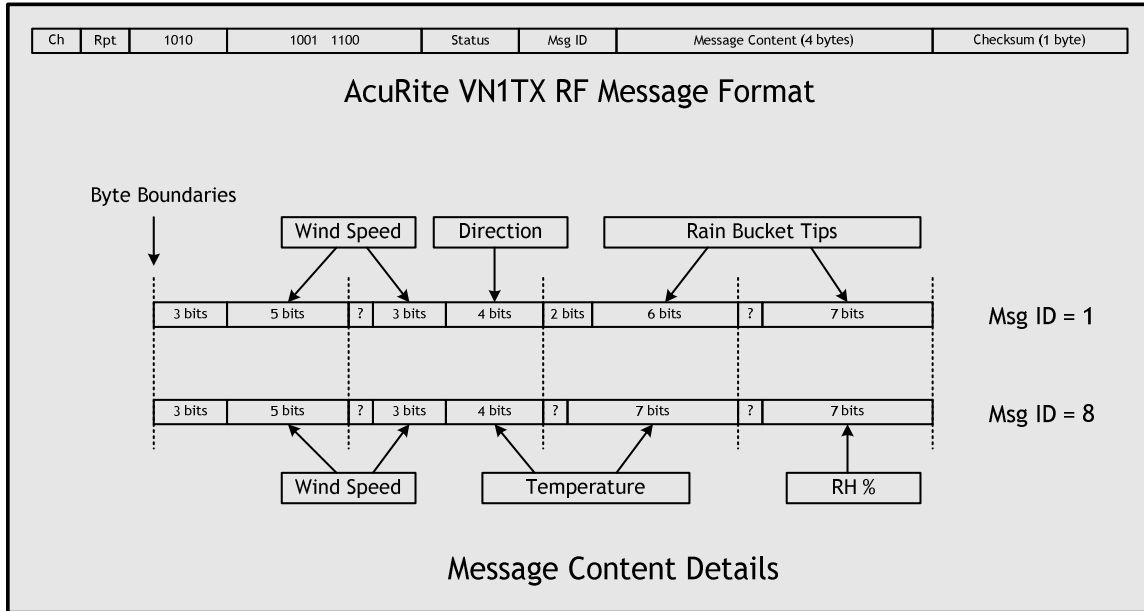 Ch Rpt 1010 1001 1100 Status Msg ID Message Content (4 bytes) Checksum (1 byte)
AcuRite VN1TX RF Message Format
Byte Boundaries
Wind Speed Direction Rain Bucket Tips
3 bits 5 bits ? 3 bits 4 bits 2 bits 6 bits ? 7 bits Msg ID = 1
3 bits 5 bits ? 3 bits 4 bits ? 7 bits ? 7 bits Msg ID = 8
Wind Speed Temperature RH %
Message Content Details